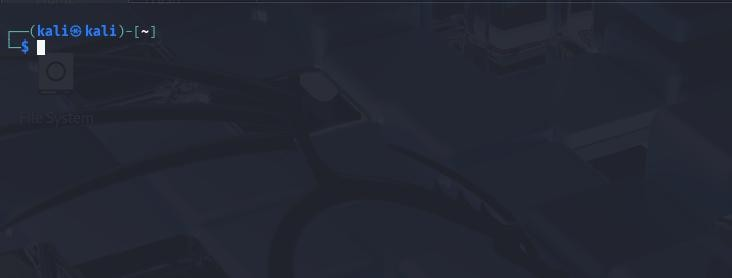 ┌──(kali㉿kali)-[~]
└─$
File System